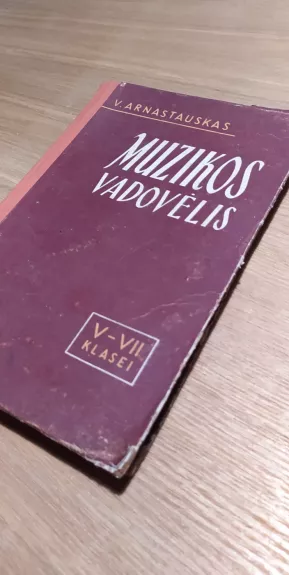 V. ARNASTAUSKAS
MUZIKOS
VADOVĖLIS
V-VII
KLASEI